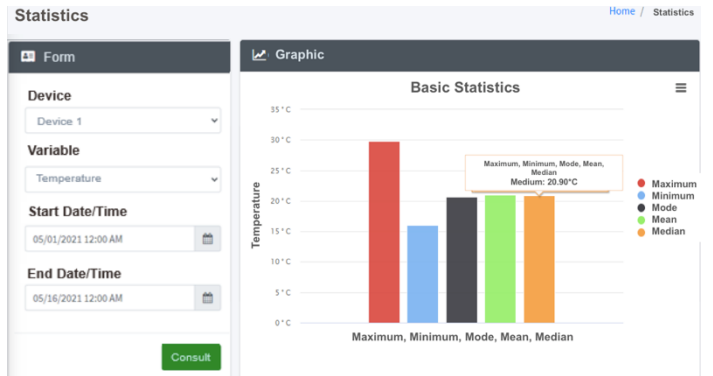 Statistics
Home / Statistics
Form
Device
Device 1
Variable
Temperature
Start Date/Time
05/01/2021 12:00 AM
End Date/Time
05/16/2021 12:00 AM
Consult
Graphic
Basic Statistics
35°C
30°C
25°C
20°C
15°C
10°C
5°C
0°C
Temperature
Maximum, Minimum, Mode, Mean,
Median
Medium: 20.90°C
Maximum, Minimum, Mode, Mean, Median
Maximum
Minimum
Mode
Mean
Median